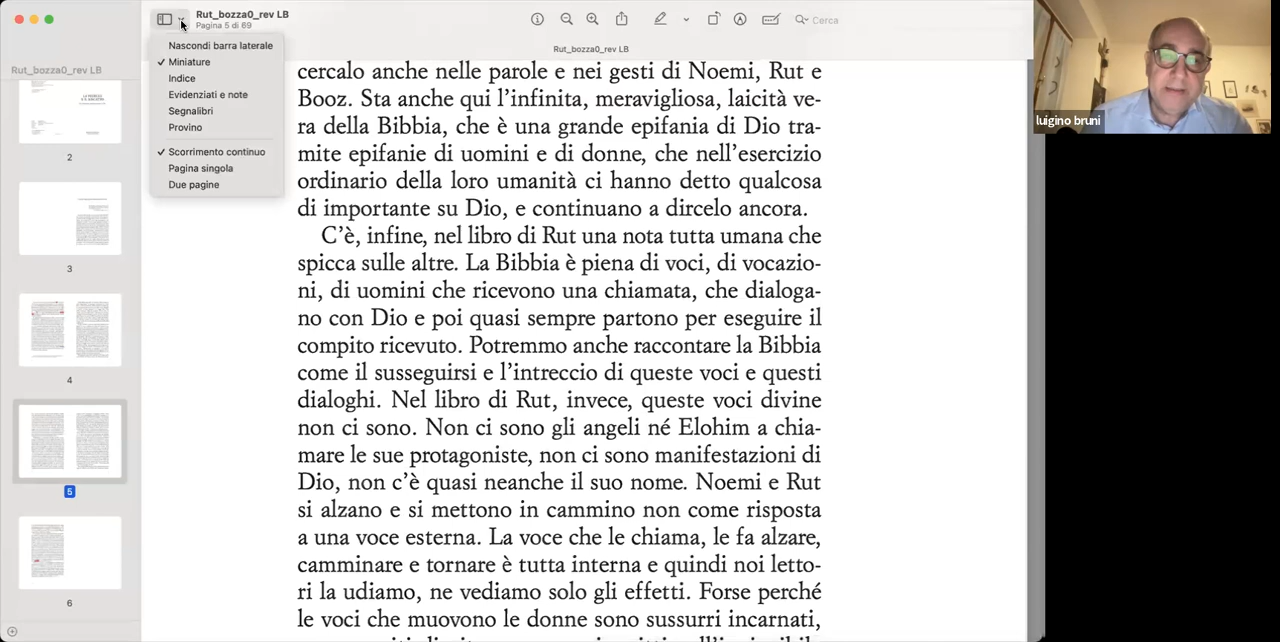 Rut_bozza0_rev LB
Pagina 5 di 69
Cerca
Rut_bozza0_rev LB
Rut_bozza0_rev LB
Nascondi barra laterale
✓ Miniature
Indice
Evidenziati e note
Segnalibri
Provino
✓ Scorrimento continuo
Pagina singola
Due pagine
2
3
4
5
6
cercalo anche nelle parole e nei gesti di Noemi, Rut e
Booz. Sta anche qui l’infinita, meravigliosa, laicità ve-
ra della Bibbia, che è una grande epifania di Dio tra-
mite epifanie di uomini e di donne, che nell’esercizio
ordinario della loro umanità ci hanno detto qualcosa
di importante su Dio, e continuano a dircelo ancora.
C’è, infine, nel libro di Rut una nota tutta umana che
spicca sulle altre. La Bibbia è piena di voci, di vocazio-
ni, di uomini che ricevono una chiamata, che dialoga-
no con Dio e poi quasi sempre partono per eseguire il
compito ricevuto. Potremmo anche raccontare la Bibbia
come il susseguirsi e l’intreccio di queste voci e questi
dialoghi. Nel libro di Rut, invece, queste voci divine
non ci sono. Non ci sono gli angeli né Elohim a chia-
mare le sue protagoniste, non ci sono manifestazioni di
Dio, non c’è quasi neanche il suo nome. Noemi e Rut
si alzano e si mettono in cammino non come risposta
a una voce esterna. La voce che le chiama, le fa alzare,
camminare e tornare è tutta interna e quindi noi letto-
ri la udiamo, ne vediamo solo gli effetti. Forse perché
le voci che muovono le donne sono sussurri incarnati,
luigino bruni